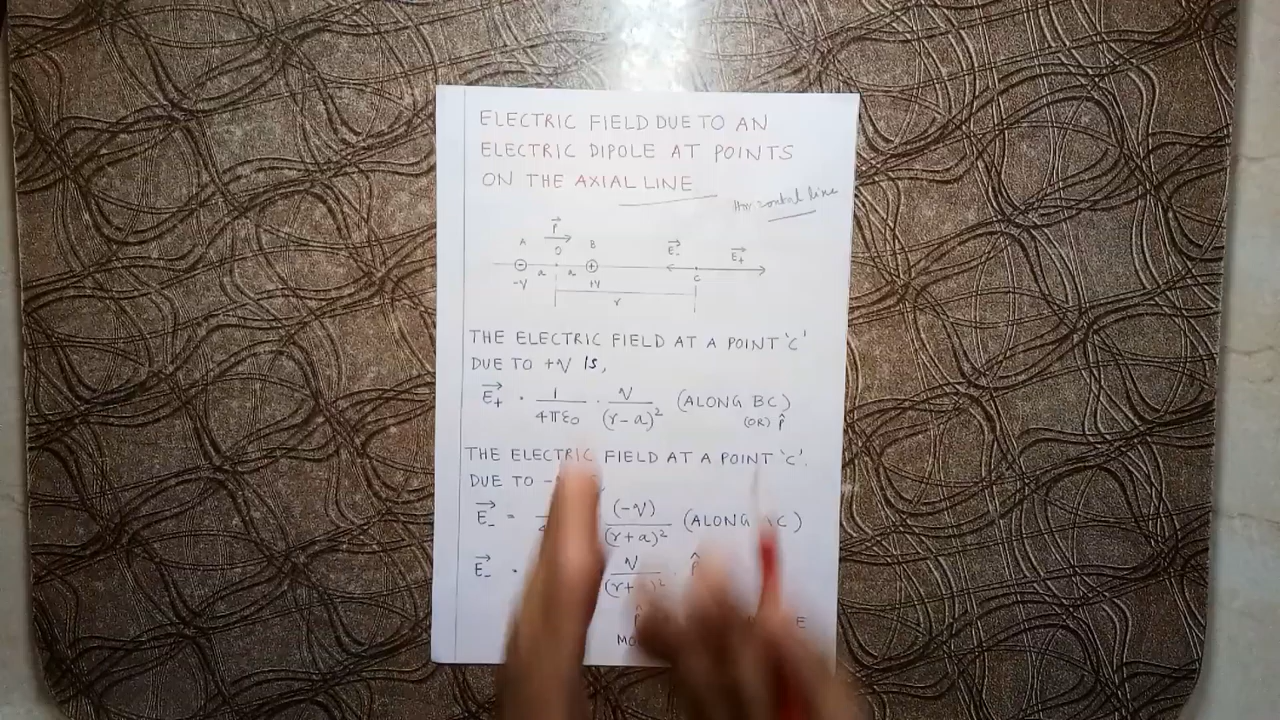 ELECTRIC FIELD DUE TO AN
ELECTRIC DIPOLE AT POINTS
ON THE AXIAL LINE
Horizontal line
P⃗
A O B E⃗₋ E⃗₊
- a a +
-q +q C
r
THE ELECTRIC FIELD AT A POINT 'C'
DUE TO +q IS,
E⃗₊ = 1/4πε₀ · q/(r-a)² (ALONG BC)
(OR) p̂
THE ELECTRIC FIELD AT A POINT 'C'.
DUE TO -
E⃗₋ = (-q)/(r+a)² (ALONG
E⃗₋ = q p̂
p̂